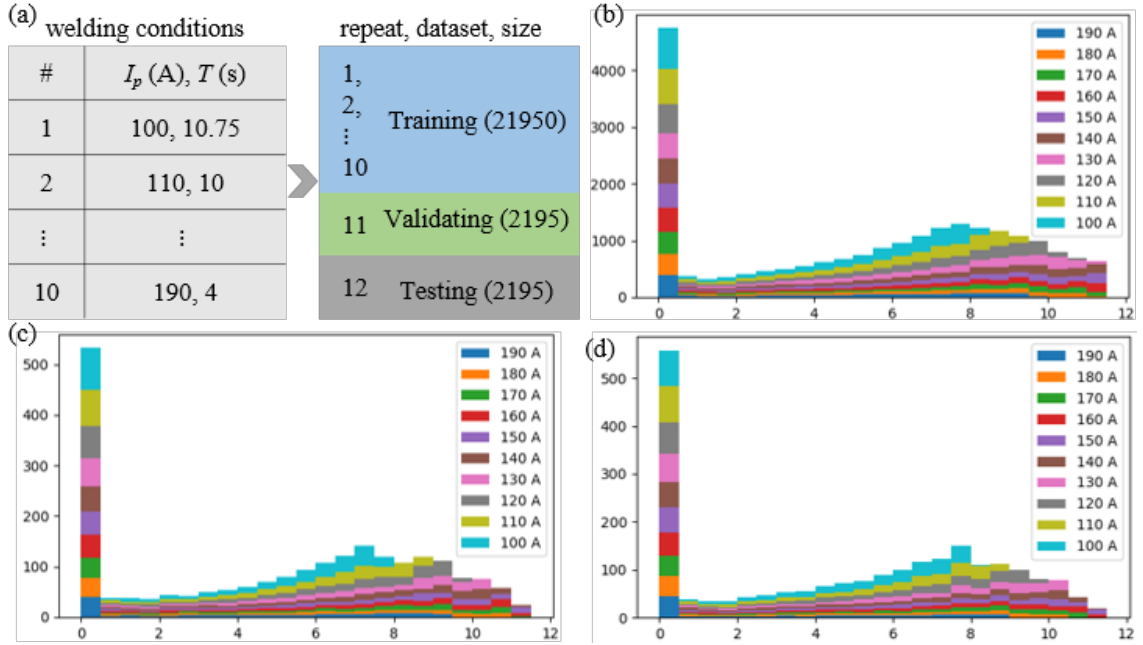 (a)
welding conditions
# I_p (A), T (s)
1 100, 10.75
2 110, 10
⋮ ⋮
10 190, 4
repeat, dataset, size
1,
2,
⋮
10
Training (21950)
11 Validating (2195)
12 Testing (2195)
(b)
4000
3000
2000
1000
0
0 2 4 6 8 10 12
190 A
180 A
170 A
160 A
150 A
140 A
130 A
120 A
110 A
100 A
(c)
500
400
300
200
100
0
0 2 4 6 8 10 12
190 A
180 A
170 A
160 A
150 A
140 A
130 A
120 A
110 A
100 A
(d)
500
400
300
200
100
0
0 2 4 6 8 10 12
190 A
180 A
170 A
160 A
150 A
140 A
130 A
120 A
110 A
100 A